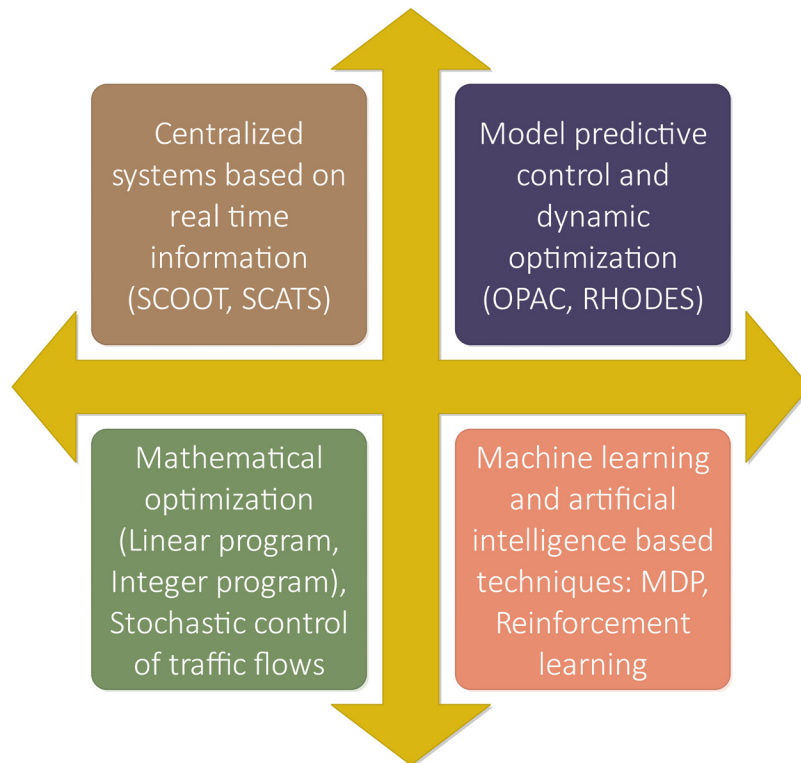 Centralized
systems based on
real time
information
(SCOOT, SCATS)
Model predictive
control and
dynamic
optimization
(OPAC, RHODES)
Mathematical
optimization
(Linear program,
Integer program),
Stochastic control
of traffic flows
Machine learning
and artificial
intelligence based
techniques: MDP,
Reinforcement
learning